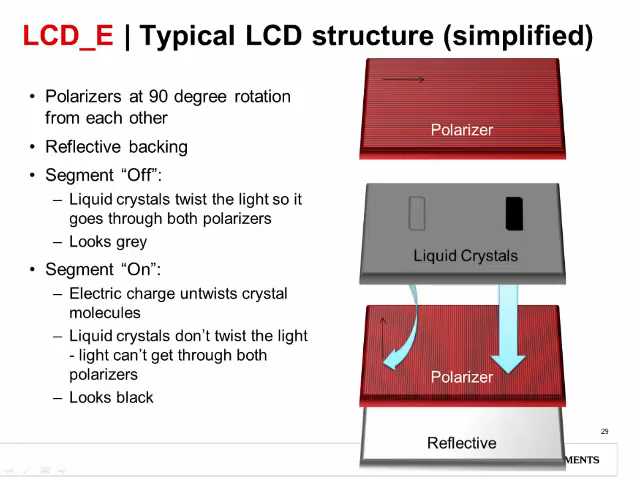 LCD_E | Typical LCD structure (simplified)
• Polarizers at 90 degree rotation
from each other
• Reflective backing
• Segment “Off”:
– Liquid crystals twist the light so it
goes through both polarizers
– Looks grey
• Segment “On”:
– Electric charge untwists crystal
molecules
– Liquid crystals don’t twist the light
- light can’t get through both
polarizers
– Looks black
Polarizer
Liquid Crystals
Polarizer
Reflective
29